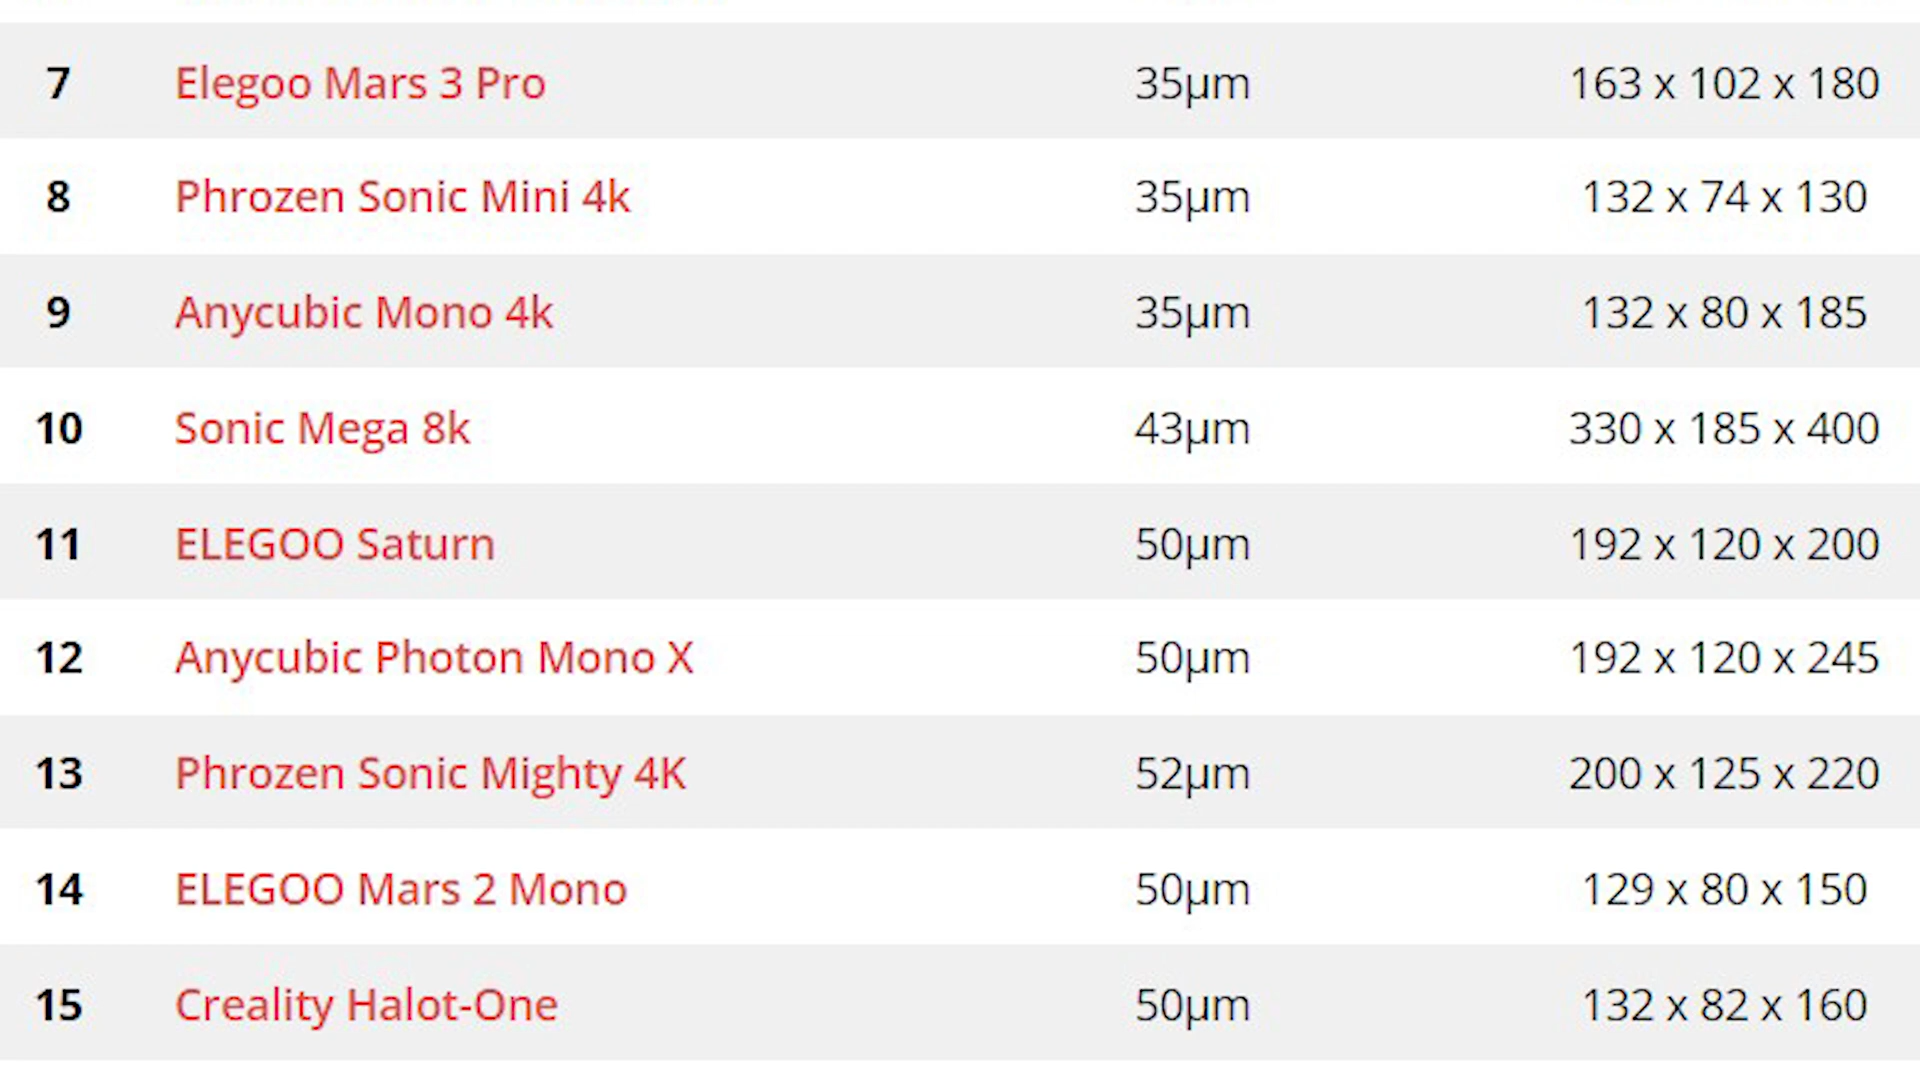 7 Elegoo Mars 3 Pro 35µm 163 x 102 x 180
8 Phrozen Sonic Mini 4k 35µm 132 x 74 x 130
9 Anycubic Mono 4k 35µm 132 x 80 x 185
10 Sonic Mega 8k 43µm 330 x 185 x 400
11 ELEGOO Saturn 50µm 192 x 120 x 200
12 Anycubic Photon Mono X 50µm 192 x 120 x 245
13 Phrozen Sonic Mighty 4K 52µm 200 x 125 x 220
14 ELEGOO Mars 2 Mono 50µm 129 x 80 x 150
15 Creality Halot-One 50µm 132 x 82 x 160